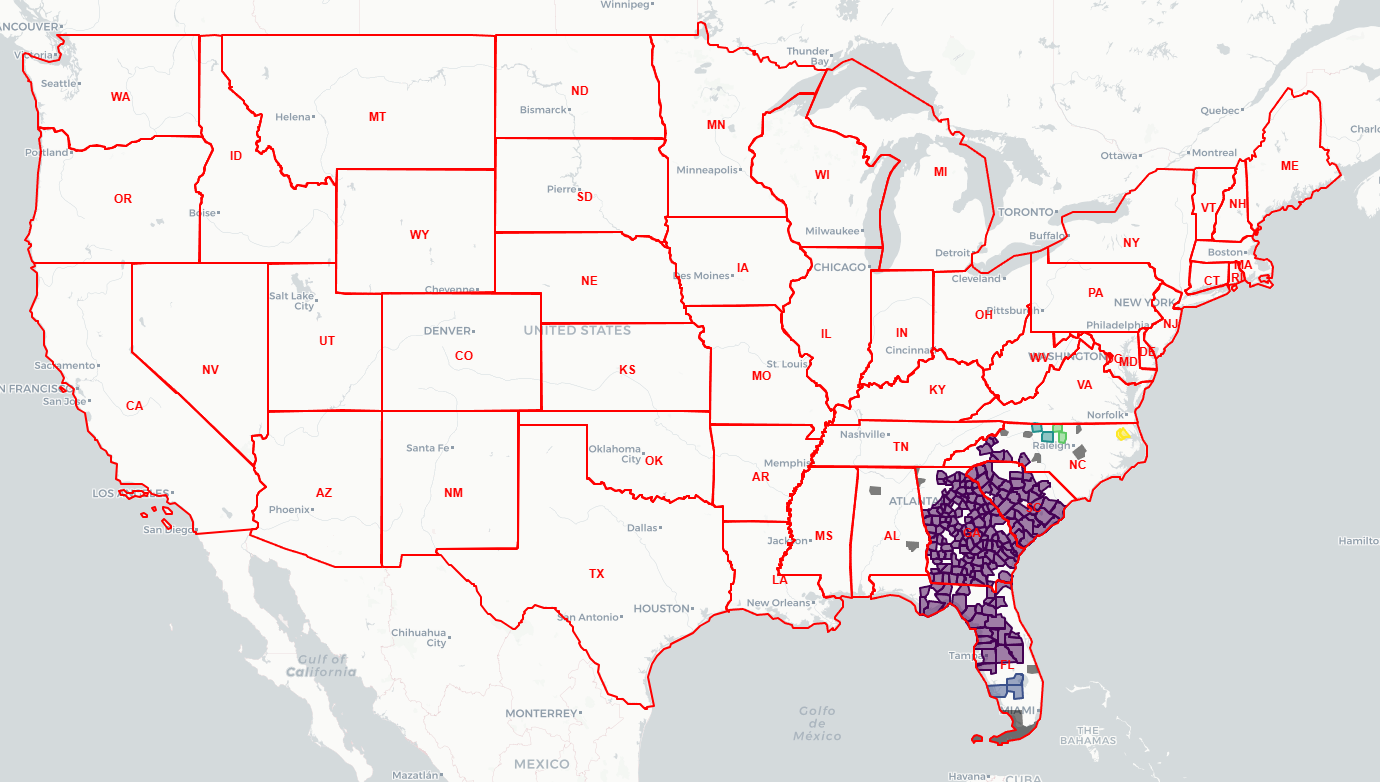 Winnipeg
VANCOUVER
Victoria
Thunder
Bay
Seattle
WA
MT
ND
Bismarck
Helena
MN
Quebec
Portland
ID
Ottawa
Montreal
ME
Minneapolis
WI
MI
OR
Boise
Pierre
SD
VT
NH
TORONTO
WY
Milwaukee
Buffalo
NY
Boston
Detroit
MA
CHICAGO
Des Moines
IA
NE
Cheyenne
Cleveland
CT
RI
PA
Salt Lake
City
NEW YORK
OH
Pittsburgh
Philadelphia
NJ
DENVER
UNITED STATES
IL
IN
UT
CO
Cincinnati
WV
WASHINGTON
DC
MD
DE
Sacramento
NV
KS
St. Louis
MO
KY
VA
SAN FRANCISCO
San Jose
CA
Norfolk
Santa Fe
Oklahoma
City
OK
Nashville
TN
Raleigh
NC
Memphis
LOS ANGELES
AZ
NM
AR
ATLANTA
Phoenix
SC
San Diego
Dallas
Jackson
MS
AL
GA
Hamilto
TX
LA
New Orleans
HOUSTON
San Antonio
Chihuahua
City
Gulf of
California
Tampa
FL
MONTERREY
Golfo
de
México
MIAMI
THE
BAHAMAS
MEXICO
Mazatlán
Havana
CUBA